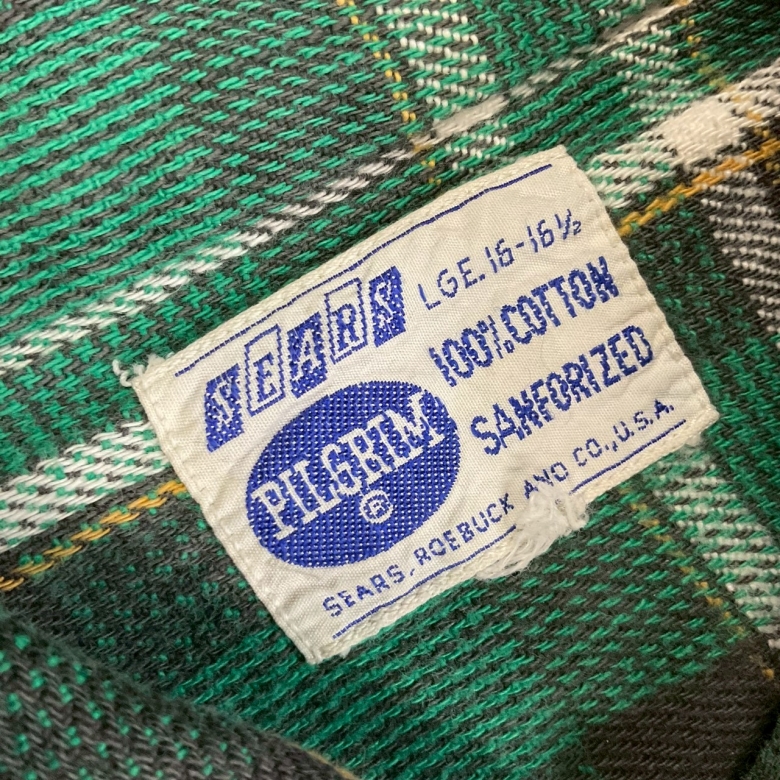 SEARS
LGE. 16-16½
PILGRIM
®
100% COTTON
SANFORIZED
SEARS, ROEBUCK AND CO., U.S.A.